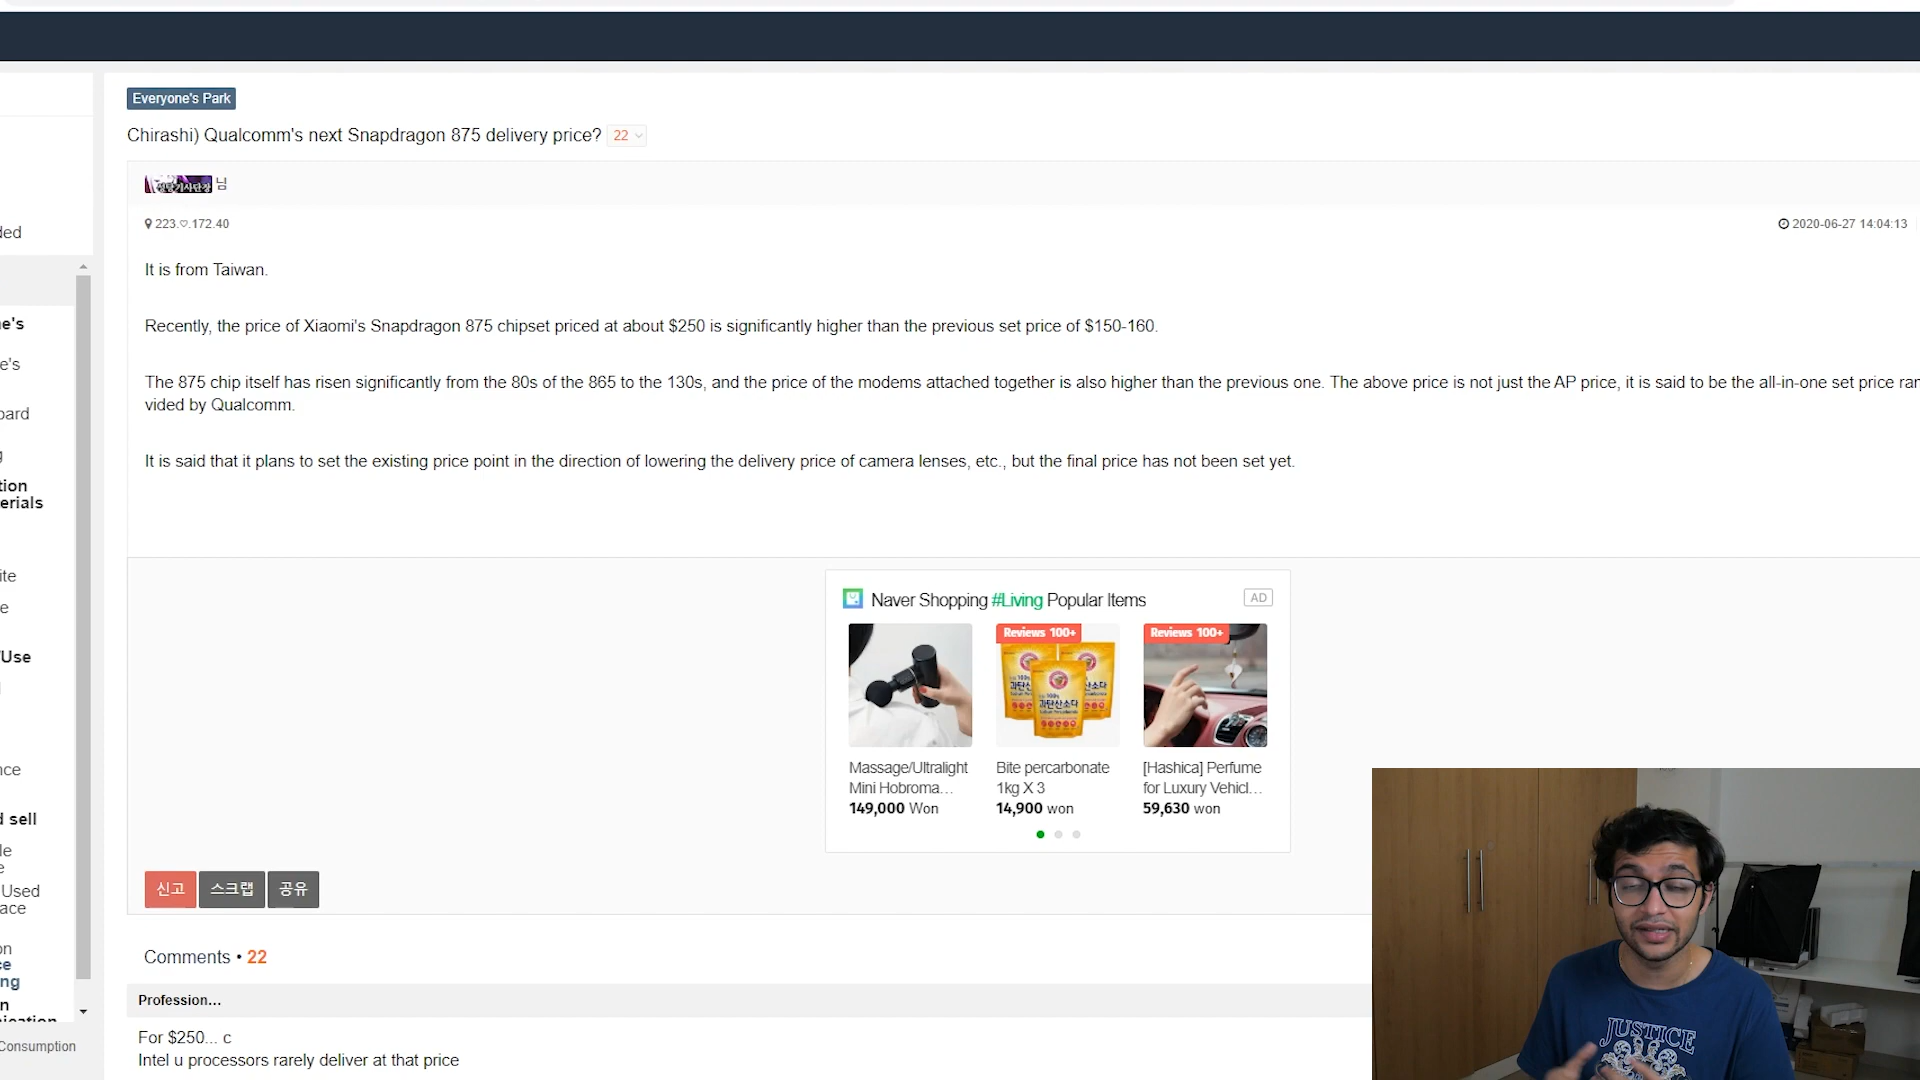 Everyone's Park
Chirashi) Qualcomm's next Snapdragon 875 delivery price? 22
님
223.♡.172.40
2020-06-27 14:04:13
It is from Taiwan.
Recently, the price of Xiaomi's Snapdragon 875 chipset priced at about $250 is significantly higher than the previous set price of $150-160.
The 875 chip itself has risen significantly from the 80s of the 865 to the 130s, and the price of the modems attached together is also higher than the previous one. The above price is not just the AP price, it is said to be the all-in-one set price ran
vided by Qualcomm.
It is said that it plans to set the existing price point in the direction of lowering the delivery price of camera lenses, etc., but the final price has not been set yet.
Naver Shopping #Living Popular Items
AD
Reviews 100+
Reviews 100+
과탄산소다
Massage/Ultralight
Mini Hobroma...
149,000 Won
Bite percarbonate
1kg X 3
14,900 won
[Hashica] Perfume
for Luxury Vehicl...
59,630 won
신고 스크랩 공유
Comments • 22
Profession...
For $250... c
Intel u processors rarely deliver at that price
ded
e's
e's
oard
g
tion
erials
ite
e
/Use
nce
d sell
le
e
Used
ace
on
ce
ng
n
Consumption
JUSTICE